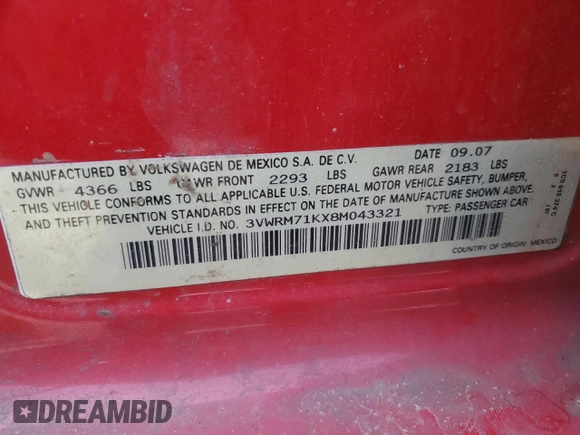 MANUFACTURED BY VOLKSWAGEN DE MEXICO S.A. DE C.V. DATE 09.07
GVWR 4366 LBS GAWR FRONT 2293 LBS GAWR REAR 2183 LBS
THIS VEHICLE CONFORMS TO ALL APPLICABLE U.S. FEDERAL MOTOR VEHICLE SAFETY, BUMPER,
AND THEFT PREVENTION STANDARDS IN EFFECT ON THE DATE OF MANUFACTURE SHOWN ABOVE.
VEHICLE I.D. NO. 3VWRM71KX8M043321 TYPE: PASSENGER CAR
COUNTRY OF ORIGIN: MEXICO
DREAMBID